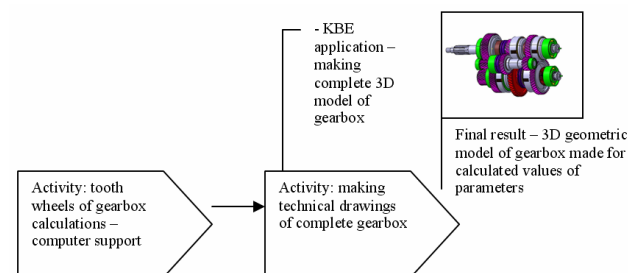 - KBE
application –
making
complete 3D
model of
gearbox
Final result – 3D geometric
model of gearbox made for
calculated values of
parameters
Activity: tooth
wheels of gearbox
calculations –
computer support
Activity: making
technical drawings
of complete gearbox